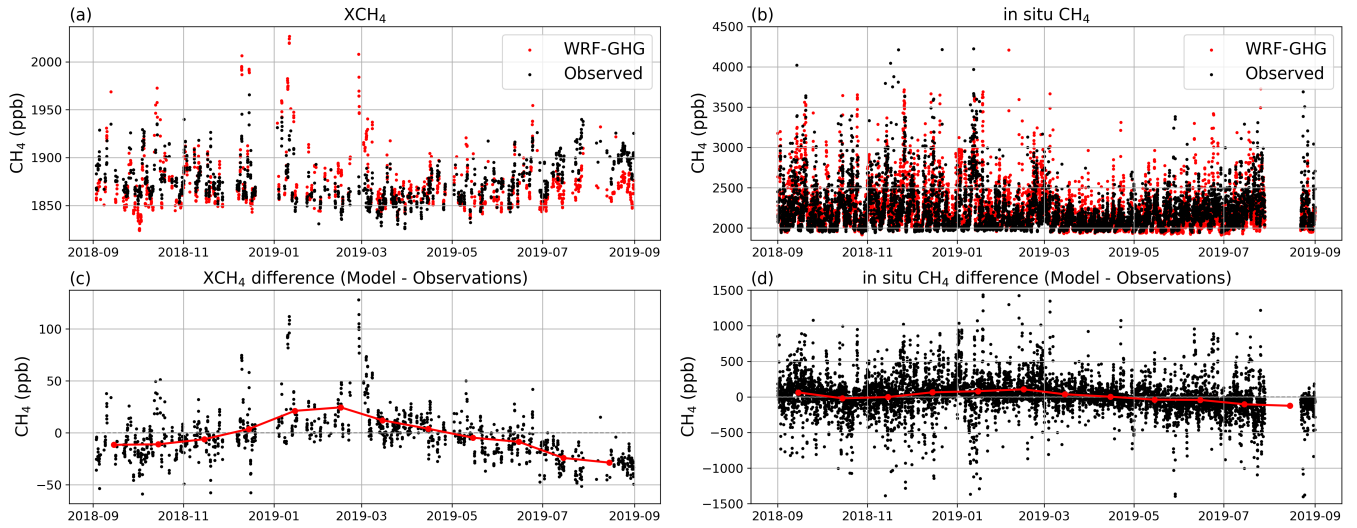 (a) XCH₄
CH₄ (ppb)
2000
1950
1900
1850
WRF-GHG
Observed
2018-09 2018-11 2019-01 2019-03 2019-05 2019-07 2019-09
(b) in situ CH₄
CH₄ (ppb)
4500
4000
3500
3000
2500
2000
WRF-GHG
Observed
2018-09 2018-11 2019-01 2019-03 2019-05 2019-07 2019-09
(c) XCH₄ difference (Model - Observations)
CH₄ (ppb)
100
50
0
−50
2018-09 2018-11 2019-01 2019-03 2019-05 2019-07 2019-09
(d) in situ CH₄ difference (Model - Observations)
CH₄ (ppb)
1500
1000
500
0
−500
−1000
−1500
2018-09 2018-11 2019-01 2019-03 2019-05 2019-07 2019-09